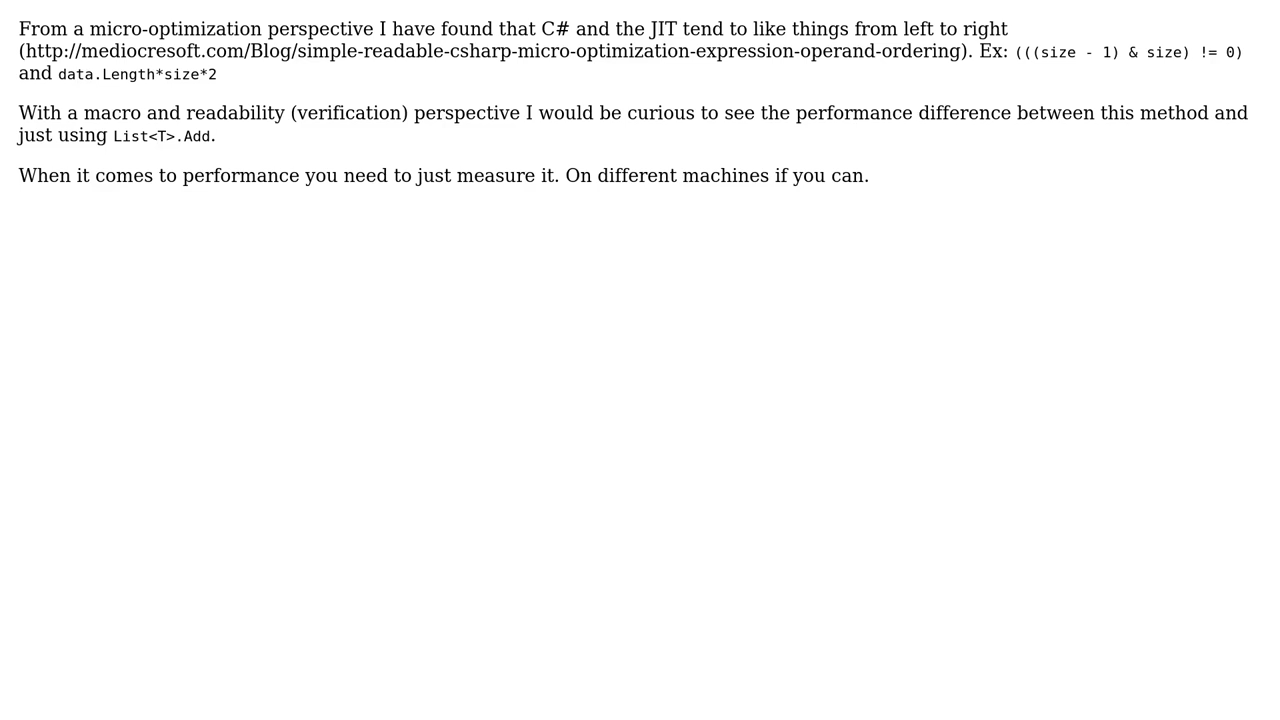 From a micro-optimization perspective I have found that C# and the JIT tend to like things from left to right
(http://mediocresoft.com/Blog/simple-readable-csharp-micro-optimization-expression-operand-ordering). Ex: (((size - 1) & size) != 0)
and data.Length*size*2
With a macro and readability (verification) perspective I would be curious to see the performance difference between this method and
just using List<T>.Add.
When it comes to performance you need to just measure it. On different machines if you can.